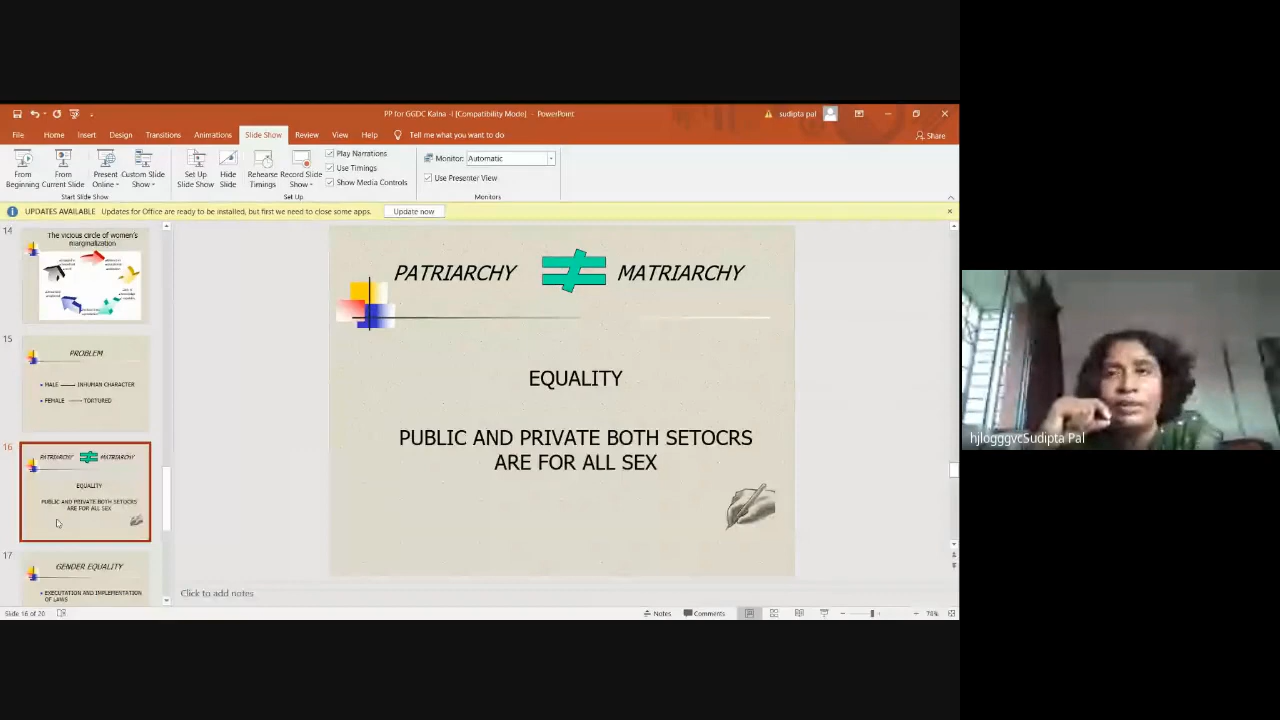 PP for GGDC Kalna -I [Compatibility Mode] - PowerPoint
sudipta pal
File Home Insert Design Transitions Animations Slide Show Review View Help Tell me what you want to do
Share
From Beginning
From Current Slide
Present Online
Custom Slide Show
Set Up Slide Show
Hide Slide
Rehearse Timings
Record Slide Show
Play Narrations
Use Timings
Show Media Controls
Monitor: Automatic
Use Presenter View
Start Slide Show
Set Up
Monitors
UPDATES AVAILABLE Updates for Office are ready to be installed, but first we need to close some apps. Update now
14
The vicious circle of women's
marginalization
15
PROBLEM
MALE INHUMAN CHARACTER
FEMALE TORTURED
16
PATRIARCHY ≠ MATRIARCHY
EQUALITY
PUBLIC AND PRIVATE BOTH SETOCRS
ARE FOR ALL SEX
17
GENDER EQUALITY
EXECUTATION AND IMPLEMENTATION
OF LAWS
PATRIARCHY ≠ MATRIARCHY
EQUALITY
PUBLIC AND PRIVATE BOTH SETOCRS
ARE FOR ALL SEX
hjlogggvcSudipta Pal
Click to add notes
Slide 16 of 20
Notes Comments
78%